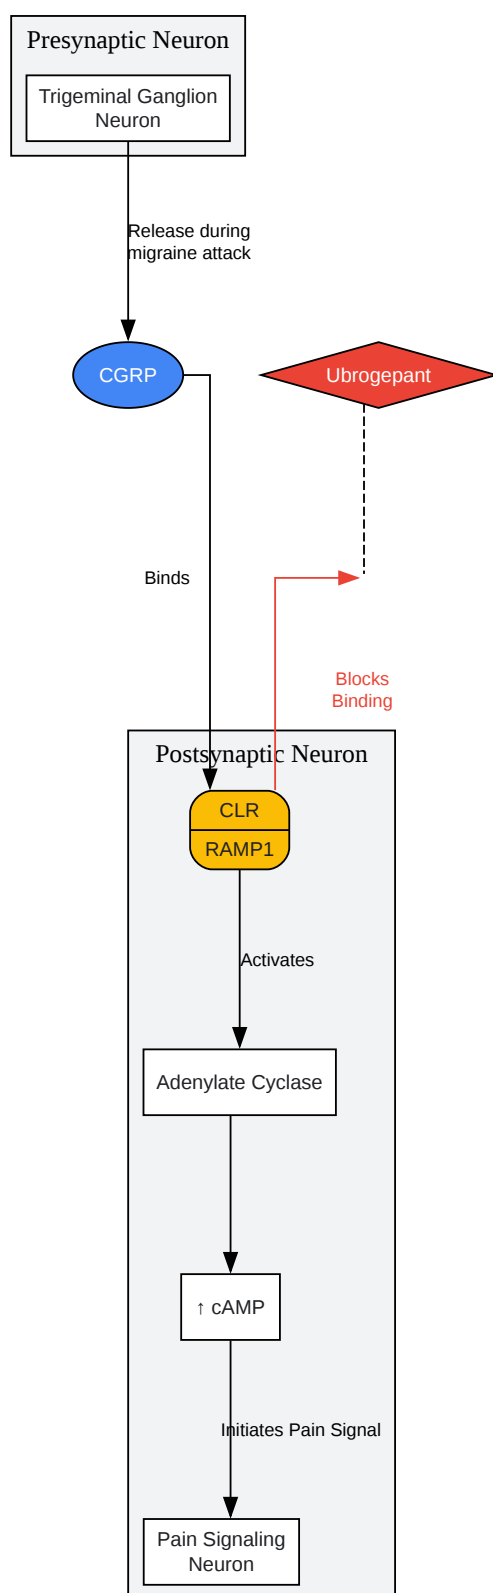 Presynaptic Neuron
Trigeminal Ganglion
Neuron
Release during
migraine attack
CGRP
Ubrogepant
Binds
Blocks
Binding
Postsynaptic Neuron
CLR
RAMP1
Activates
Adenylate Cyclase
↑ cAMP
Initiates Pain Signal
Pain Signaling
Neuron